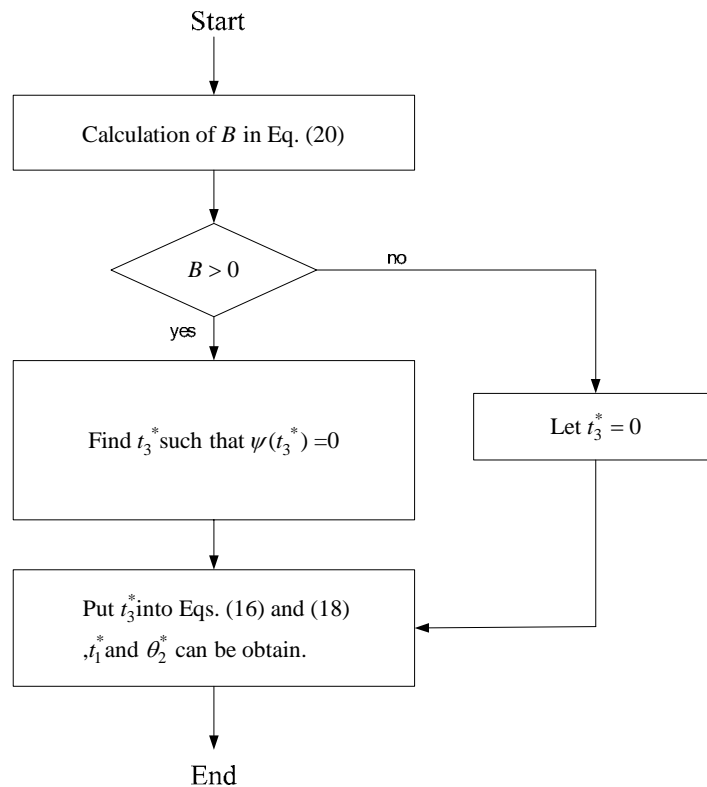 Start
Calculation of B in Eq. (20)
B > 0
no
yes
Find t₃* such that ψ(t₃*) =0
Let t₃* = 0
Put t₃* into Eqs. (16) and (18)
,t₁* and θ₂* can be obtain.
End